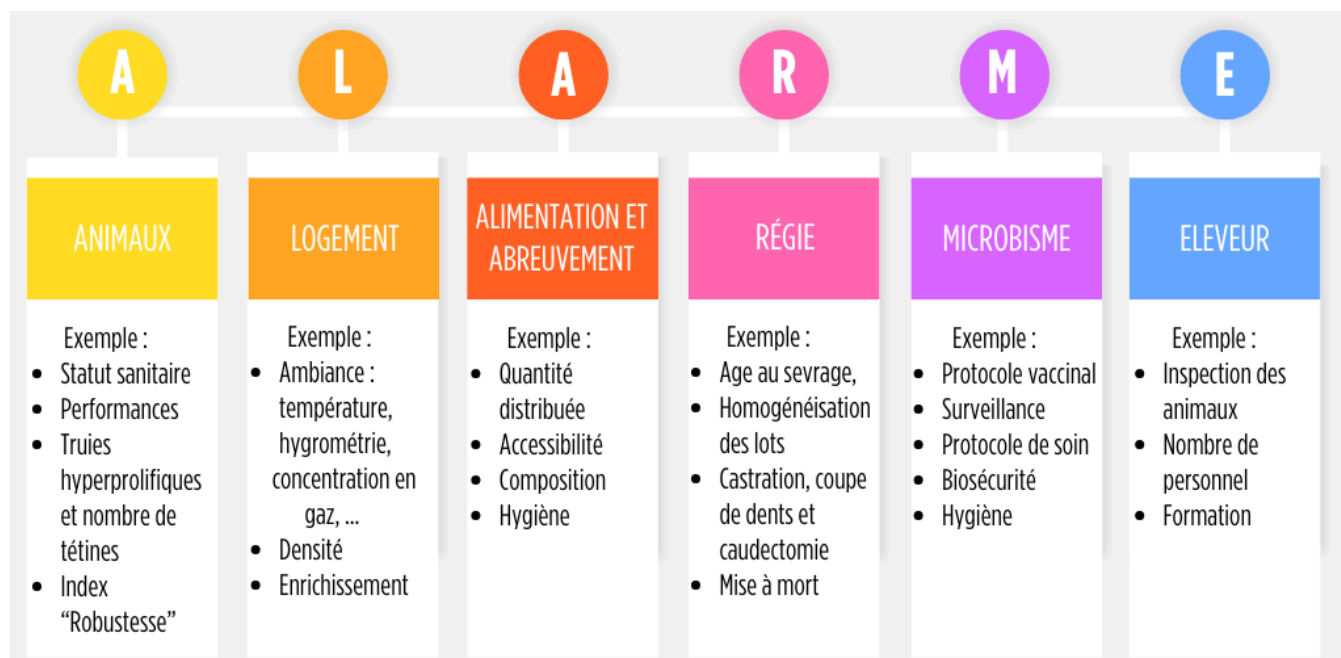 A
L
A
R
M
E
ANIMAUX
LOGEMENT
ALIMENTATION ET
ABREUVEMENT
RÉGIE
MICROBISME
ELEVEUR
Exemple :
• Statut sanitaire
• Performances
• Truies
hyperprolifiques
et nombre de
tétines
• Index
“Robustesse”
Exemple :
• Ambiance :
température,
hygrométrie,
concentration en
gaz, ...
• Densité
• Enrichissement
Exemple :
• Quantité
distribuée
• Accessibilité
• Composition
• Hygiène
Exemple :
• Age au sevrage,
• Homogénéisation
des lots
• Castration, coupe
de dents et
caudectomie
• Mise à mort
Exemple :
• Protocole vaccinal
• Surveillance
• Protocole de soin
• Biosécurité
• Hygiène
Exemple :
• Inspection des
animaux
• Nombre de
personnel
• Formation